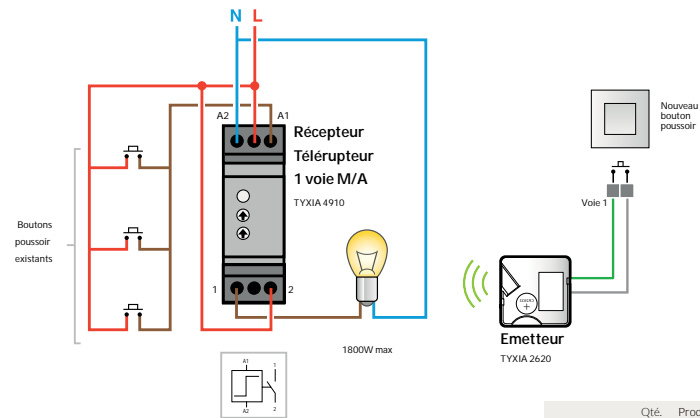 N L
A2 A1
Récepteur
Télérupteur
1 voie M/A
TYXIA 4910
Boutons
poussoir
existants
1 2
1800W max
A1 1
A2 2
Nouveau
bouton
poussoir
Voie 1
Emetteur
TYXIA 2620
Qté.